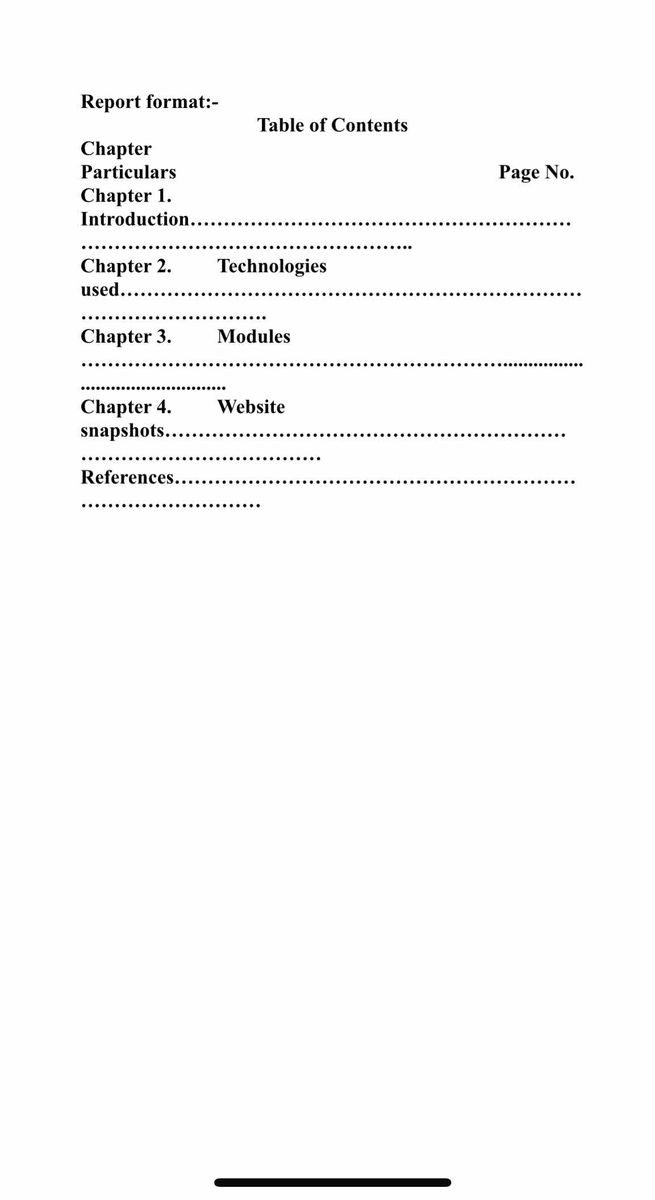 Report format:-
Table of Contents
Chapter
Particulars Page No.
Chapter 1.
Introduction…………………………………………………
…………………………………………..
Chapter 2. Technologies
used……………………………………………………………
……………………….
Chapter 3. Modules
………………………………………………………................
.............................
Chapter 4. Website
snapshots……………………………………………………
………………………………
References……………………………………………………
………………………